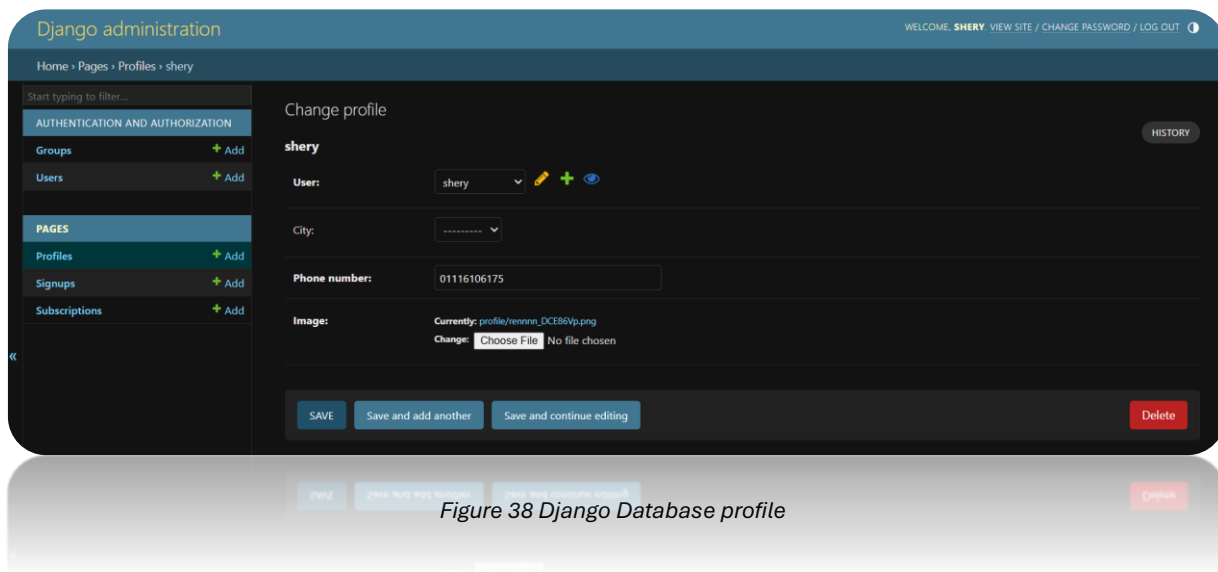 Django administration
WELCOME, SHERY. VIEW SITE / CHANGE PASSWORD / LOG OUT
Home › Pages › Profiles › shery
Start typing to filter...
AUTHENTICATION AND AUTHORIZATION
Groups + Add
Users + Add
PAGES
Profiles + Add
Signups + Add
Subscriptions + Add
«
Change profile
HISTORY
shery
User: shery
City: ---------
Phone number: 01116106175
Image: Currently: profile/rennnn_DCE86Vp.png
Change: Choose File No file chosen
SAVE Save and add another Save and continue editing Delete
Figure 38 Django Database profile